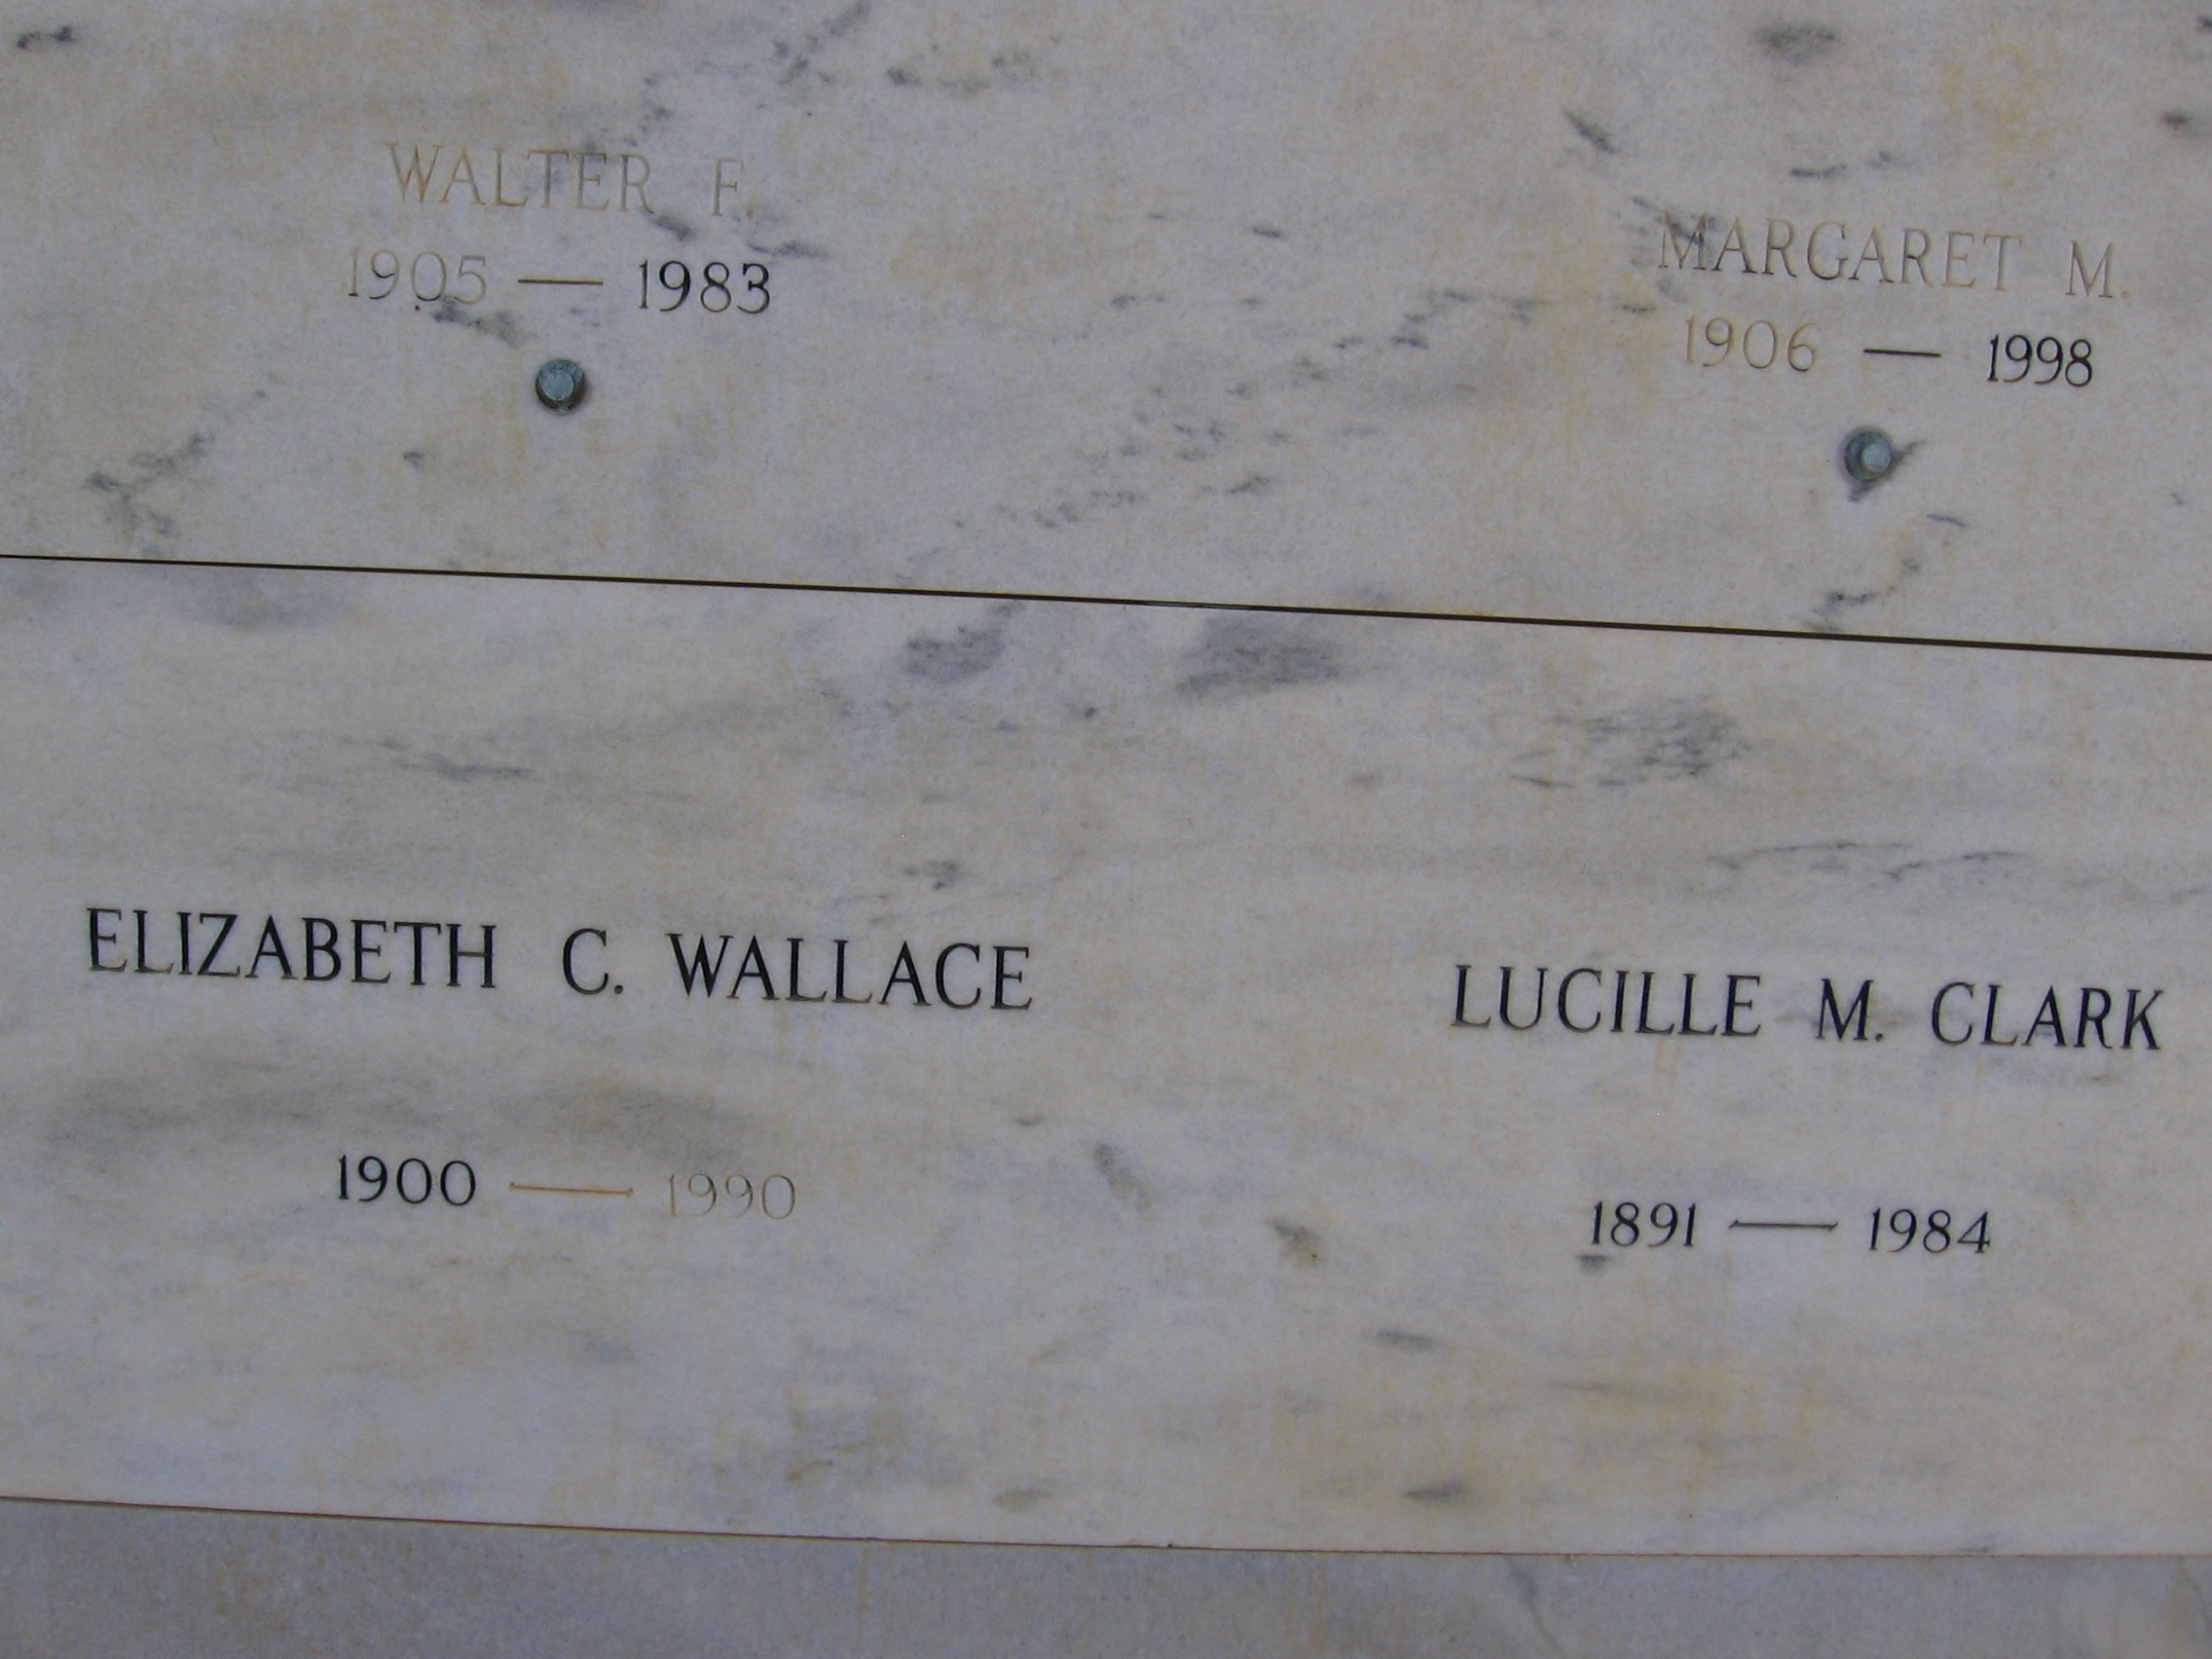 WALTER F.
1905 — 1983
MARGARET M.
1906 — 1998
ELIZABETH C. WALLACE
1900 — 1990
LUCILLE M. CLARK
1891 — 1984